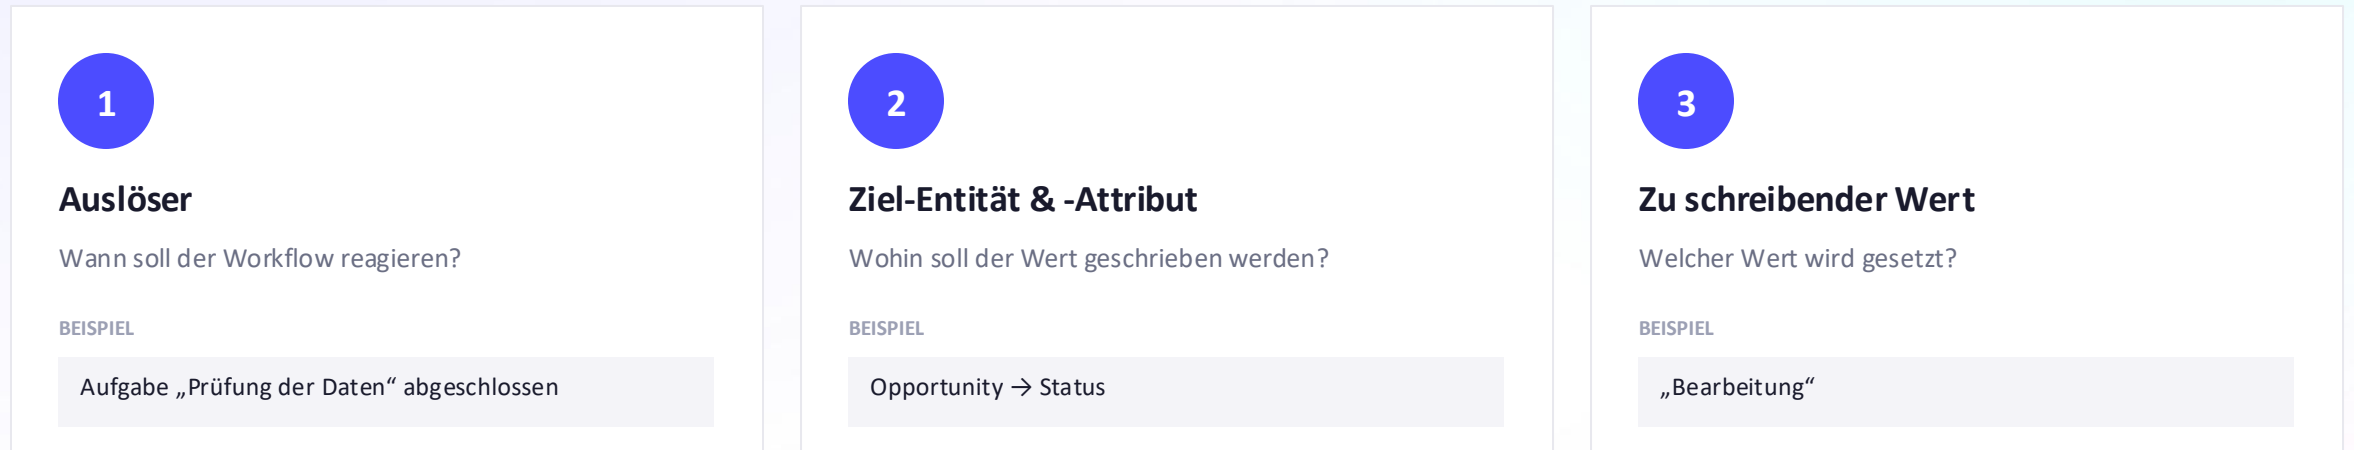 1
Auslöser
Wann soll der Workflow reagieren?
BEISPIEL
Aufgabe „Prüfung der Daten“ abgeschlossen
2
Ziel-Entität & -Attribut
Wohin soll der Wert geschrieben werden?
BEISPIEL
Opportunity → Status
3
Zu schreibender Wert
Welcher Wert wird gesetzt?
BEISPIEL
„Bearbeitung“